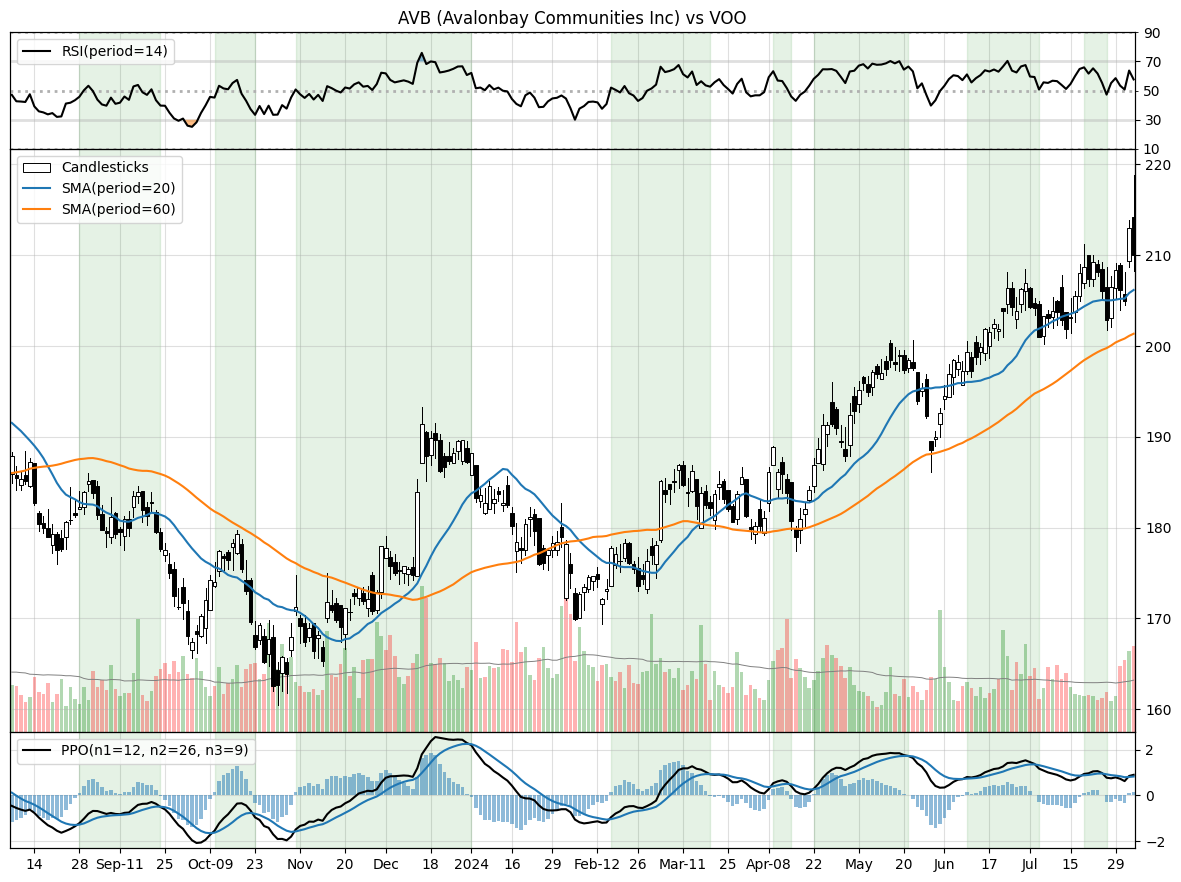 AVB (Avalonbay Communities Inc) vs VOO
RSI(period=14)
90
70
50
30
10
Candlesticks
SMA(period=20)
SMA(period=60)
220
210
200
190
180
170
160
PPO(n1=12, n2=26, n3=9)
2
0
−2
14 28 Sep-11 25 Oct-09 23 Nov 20 Dec 18 2024 16 29 Feb-12 26 Mar-11 25 Apr-08 22 May 20 Jun 17 Jul 15 29